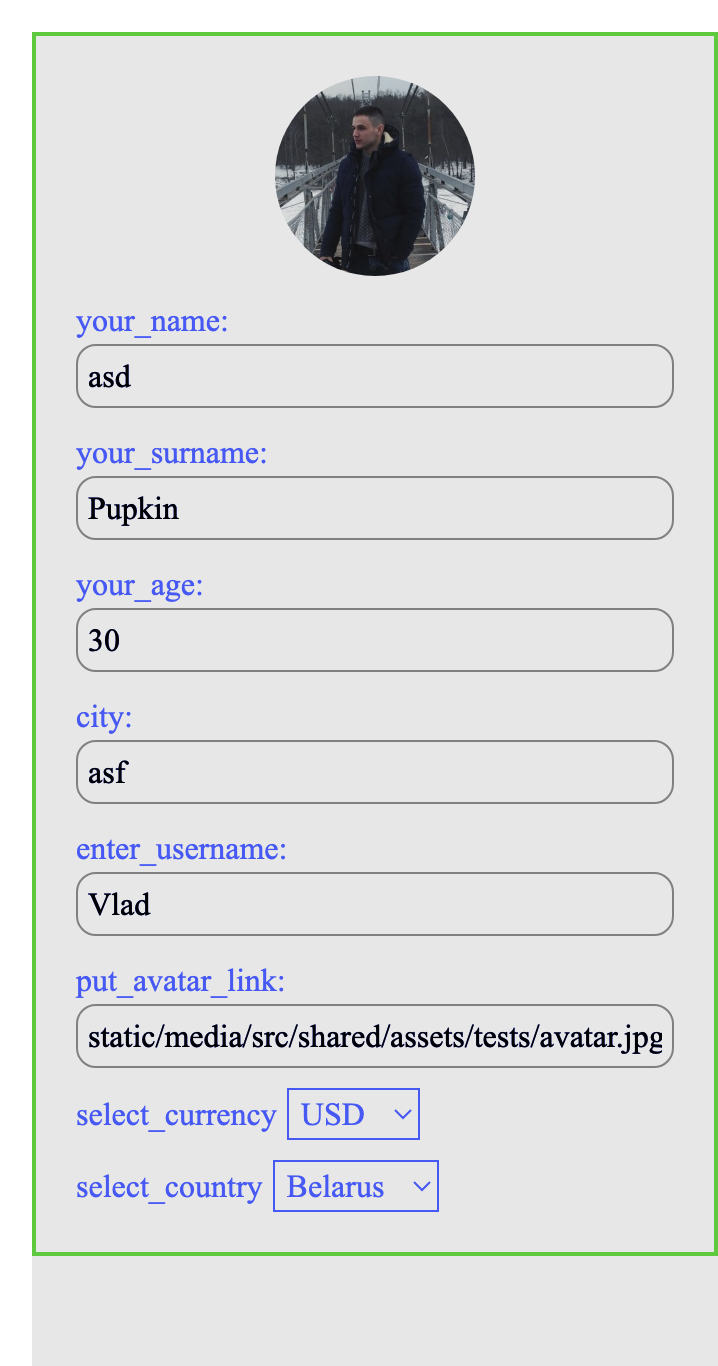 your_name:
asd
your_surname:
Pupkin
your_age:
30
city:
asf
enter_username:
Vlad
put_avatar_link:
static/media/src/shared/assets/tests/avatar.jpg
select_currency USD
select_country Belarus